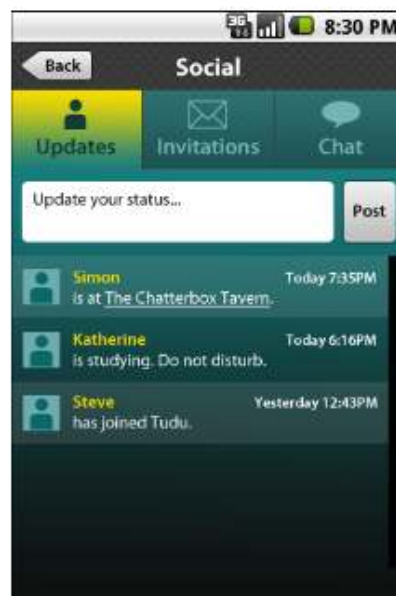 3G
8:30 PM
Back
Social
Updates
Invitations
Chat
Update your status...
Post
Simon
Today 7:35PM
is at The Chatterbox Tavern.
Katherine
Today 6:16PM
is studying. Do not disturb.
Steve
Yesterday 12:43PM
has joined Tudu.